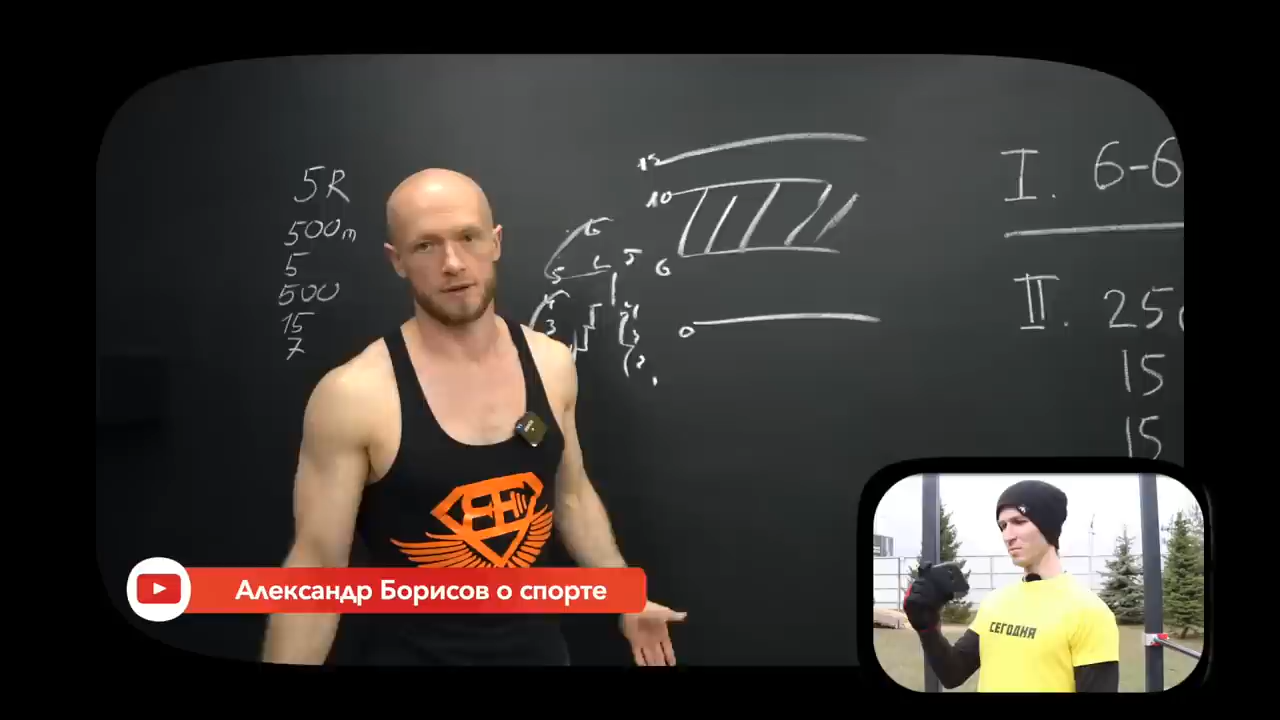 5R
500m
5
500
15
7
15
10
6
0
I. 6-6
II. 250
15
15
Александр Борисов о спорте
СЕГОДНЯ